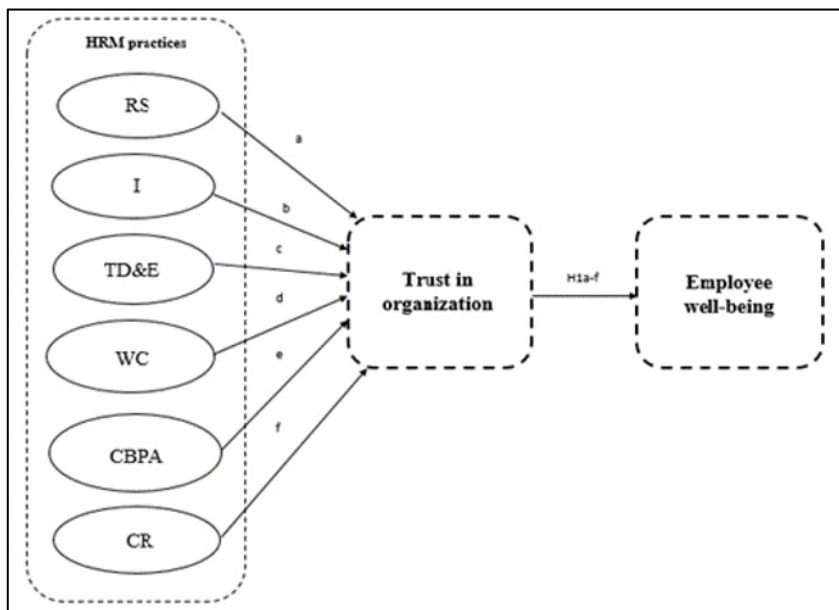 HRM practices
RS
I
TD&E
WC
CBPA
CR
a
b
c
d
e
f
Trust in
organization
H1a-f
Employee
well-being